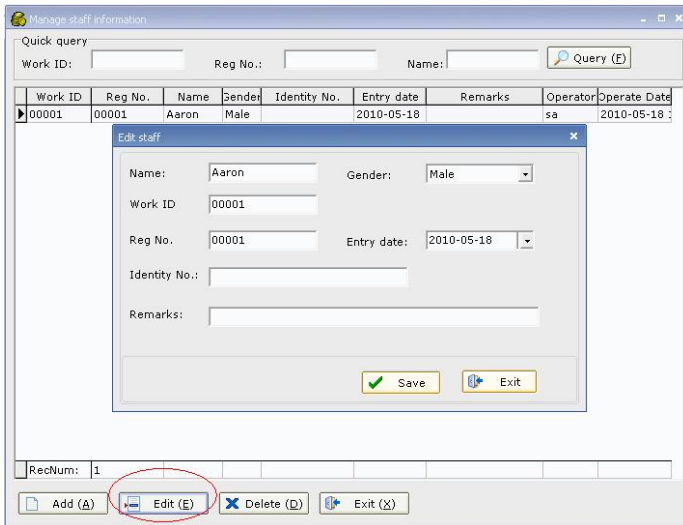 Manage staff information
Quick query
Work ID: Reg No.: Name: Query (F)
Work ID Reg No. Name Gender Identity No. Entry date Remarks Operator Operate Date
00001 00001 Aaron Male 2010-05-18 sa 2010-05-18
Edit staff
Name: Aaron Gender: Male
Work ID 00001
Reg No. 00001 Entry date: 2010-05-18
Identity No.:
Remarks:
Save Exit
RecNum: 1
Add (A) Edit (E) Delete (D) Exit (X)